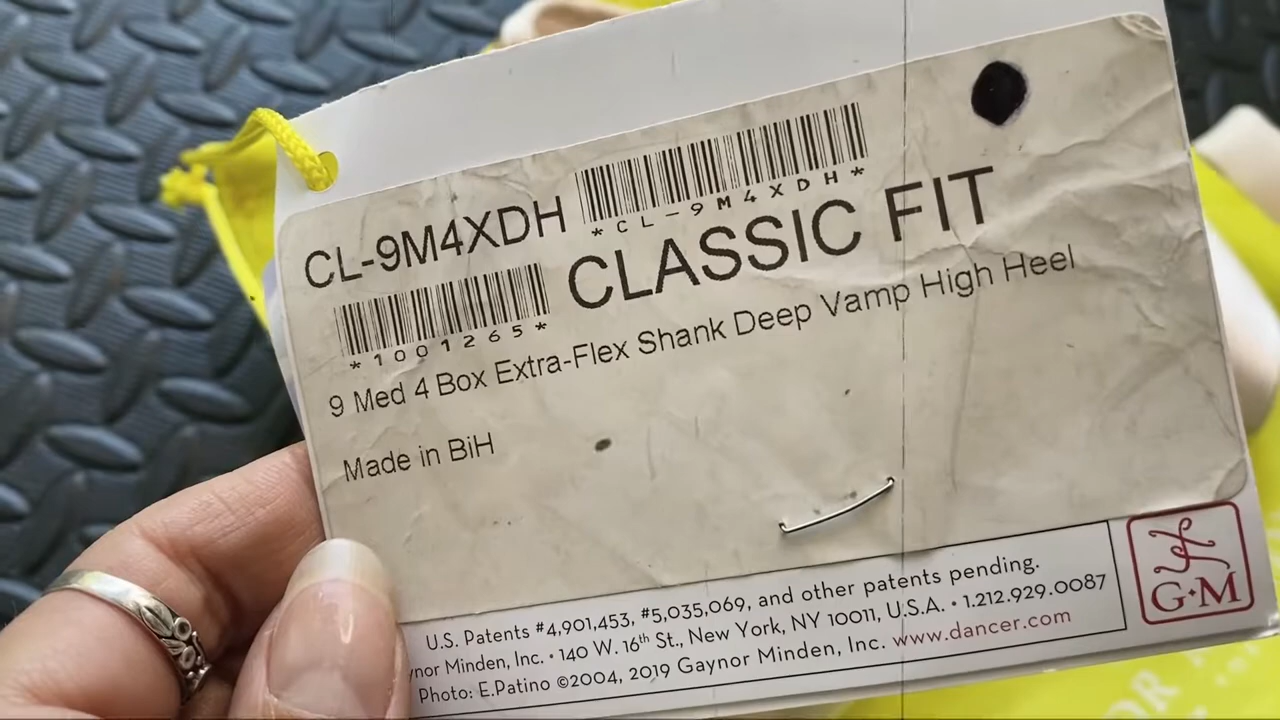 CL-9M4XDH
*CL-9M4XDH*
CLASSIC FIT
*1001265*
9 Med 4 Box Extra-Flex Shank Deep Vamp High Heel
Made in BiH
U.S. Patents #4,901,453, #5,035,069, and other patents pending.
Minden, Inc. • 140 W. 16th St., New York, NY 10011, U.S.A. • 1.212.929.0087
Photo: E.Patino ©2004, 2019 Gaynor Minden, Inc. www.dancer.com
G✦M